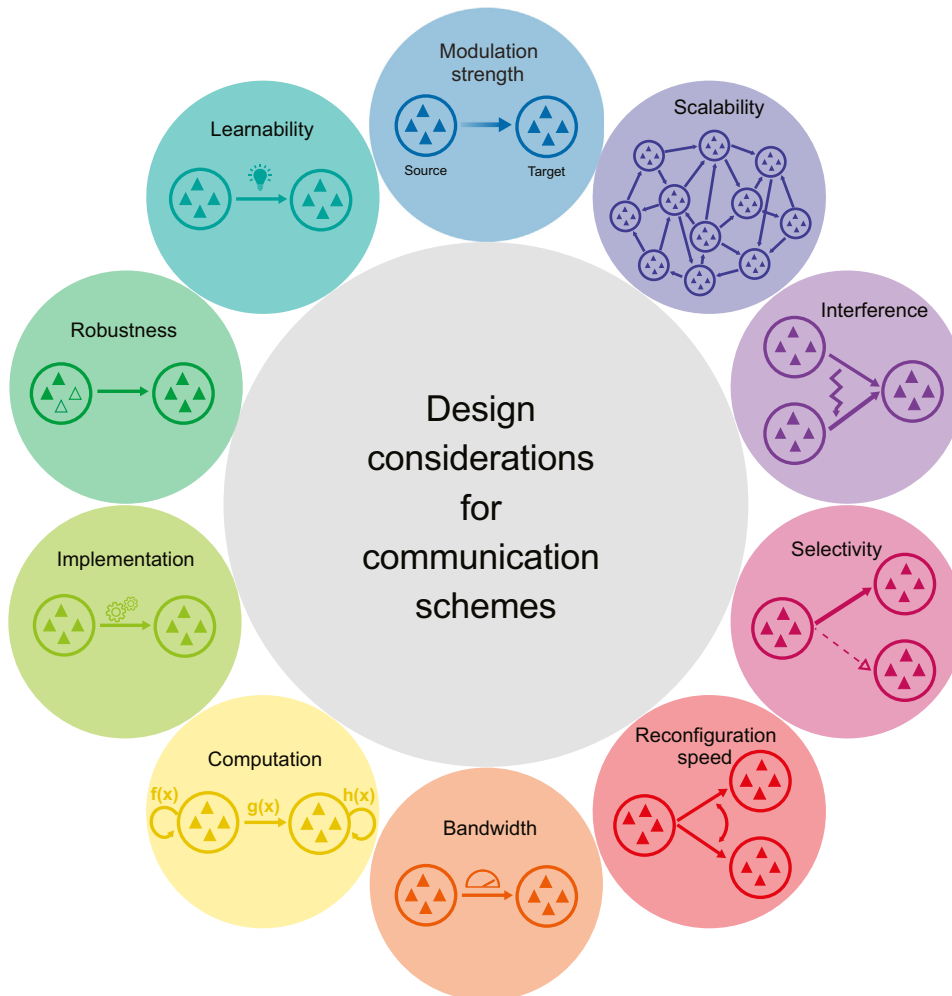 Modulation
strength
Source
Target
Scalability
Interference
Selectivity
Reconfiguration
speed
Bandwidth
Computation
f(x)
g(x)
h(x)
Implementation
Robustness
Learnability
Design
considerations
for
communication
schemes